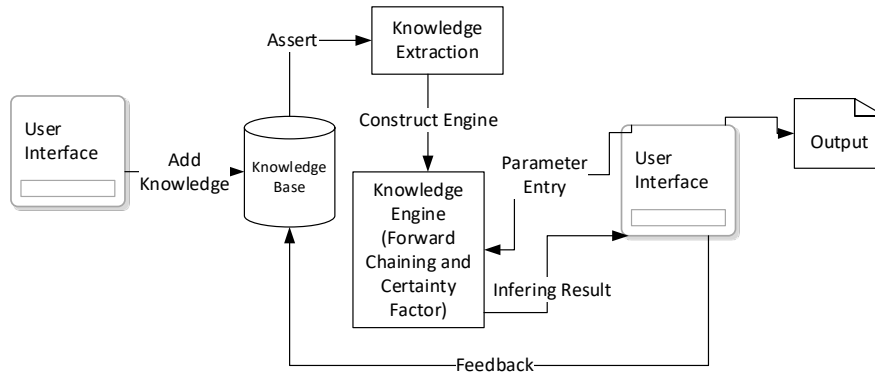 Knowledge
Extraction
Assert
User
Interface
Add
Knowledge
Knowledge
Base
Construct Engine
Knowledge
Engine
(Forward
Chaining and
Certainty
Factor)
Parameter
Entry
User
Interface
Output
Infering Result
Feedback